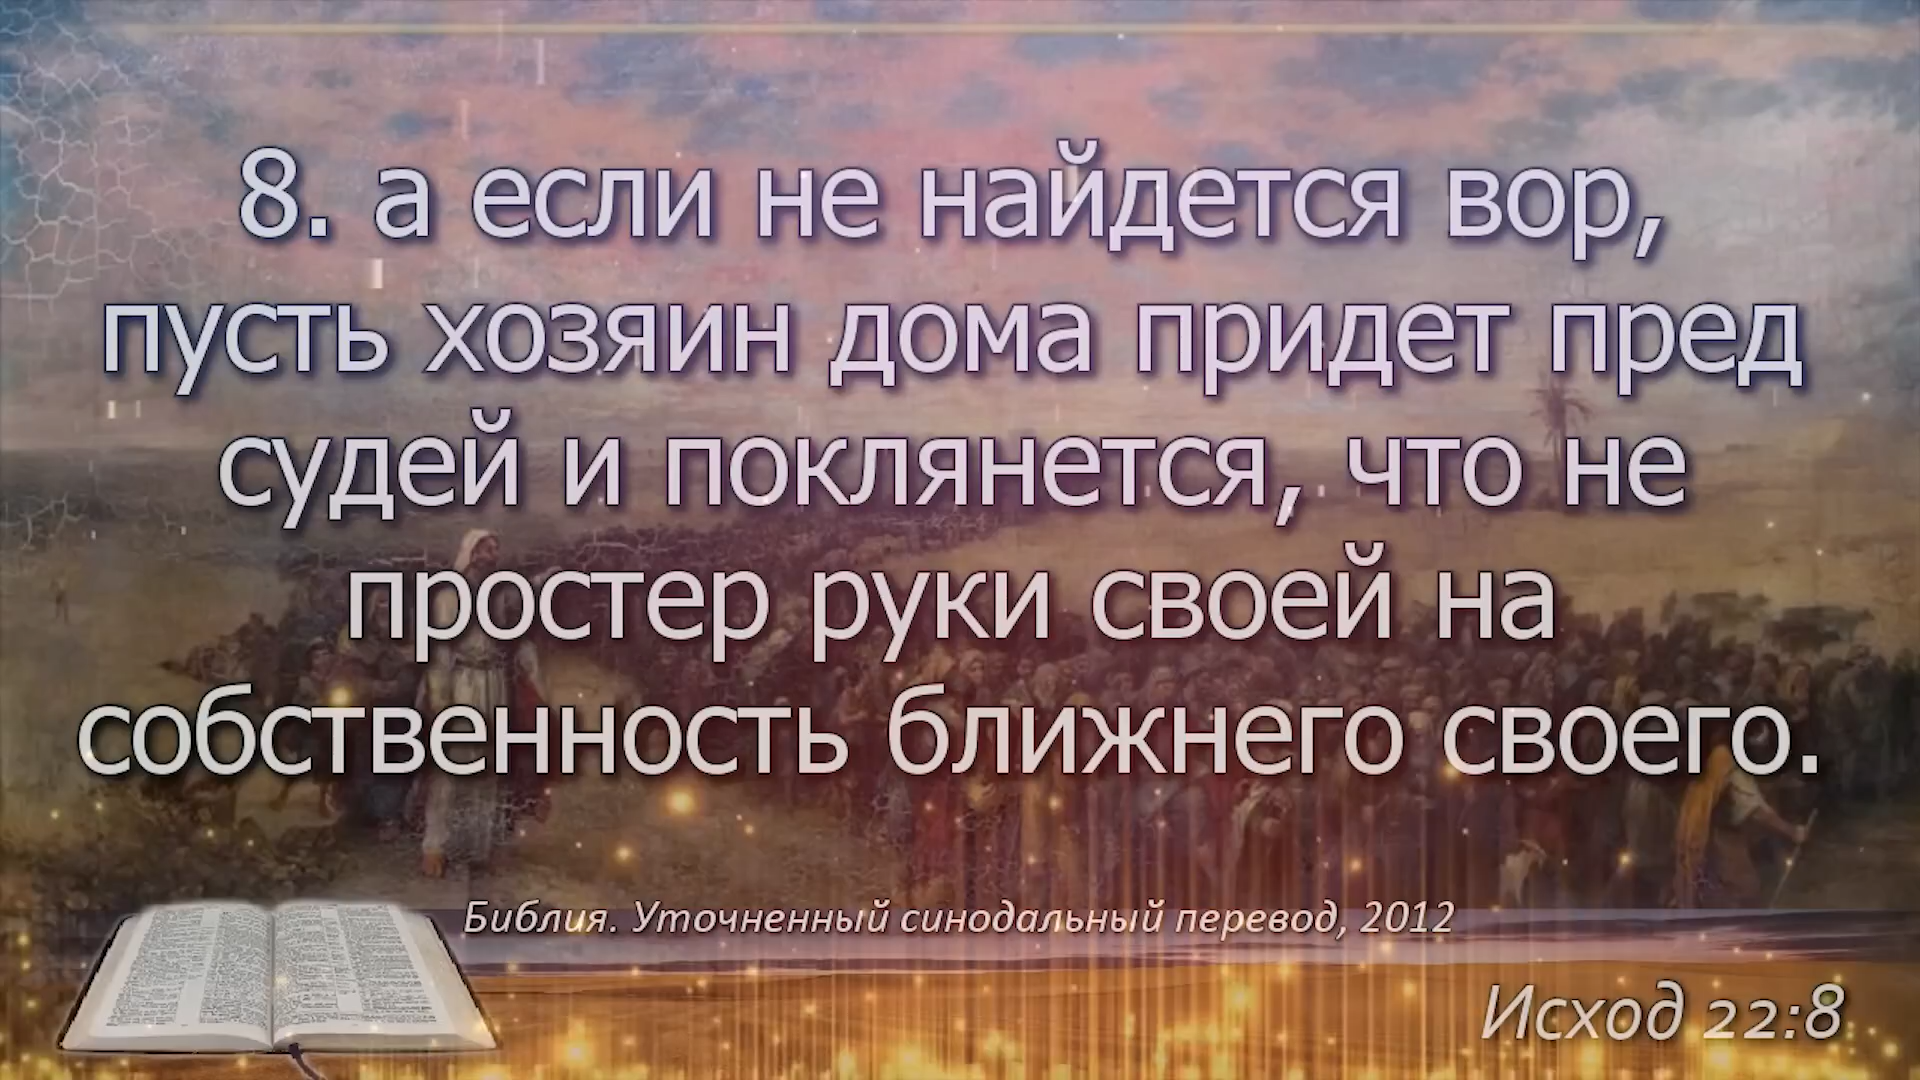 8. а если не найдется вор,
пусть хозяин дома придет пред
судей и поклянется, что не
простер руки своей на
собственность ближнего своего.
Библия. Уточненный синодальный перевод, 2012
Исход 22:8